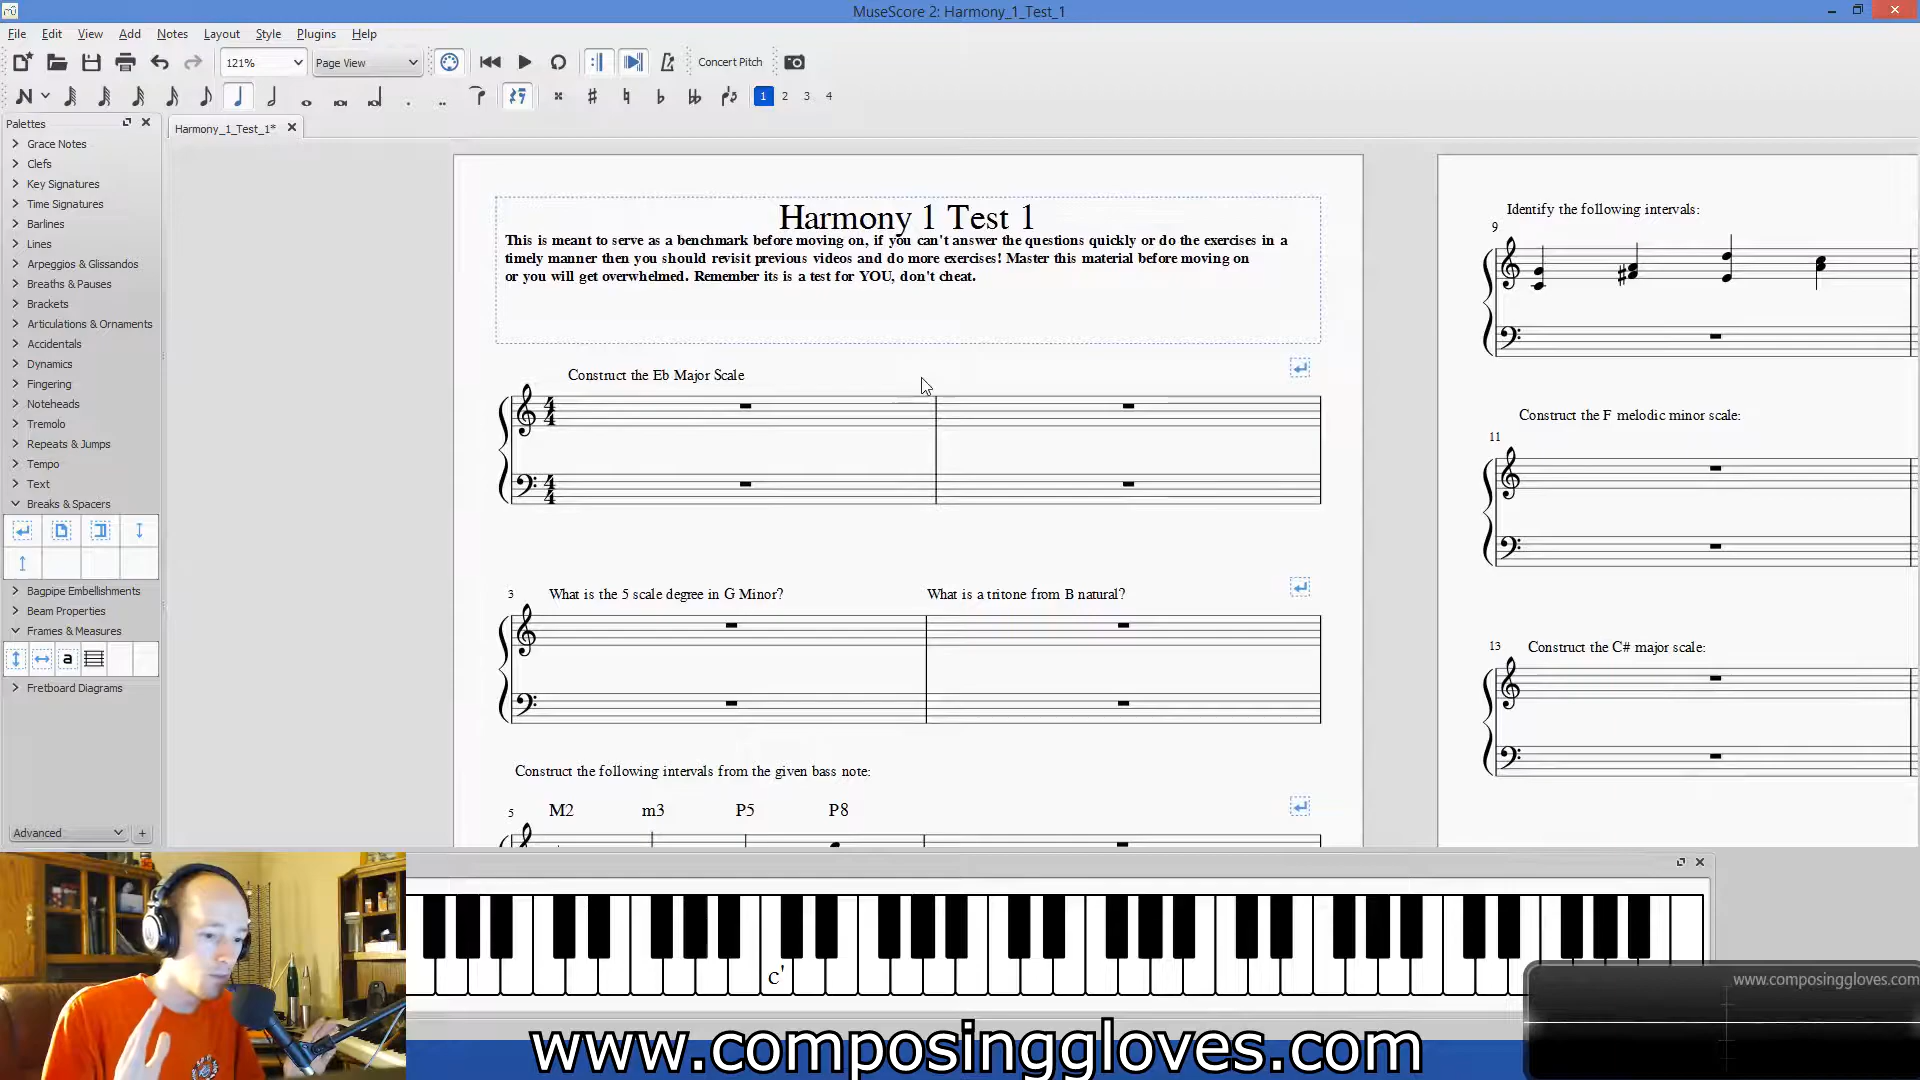 MuseScore 2: Harmony_1_Test_1
File Edit View Add Notes Layout Style Plugins Help
121% Page View Concert Pitch
1 2 3 4
Palettes
Harmony_1_Test_1*
Grace Notes
Clefs
Key Signatures
Time Signatures
Barlines
Lines
Arpeggios & Glissandos
Breaths & Pauses
Brackets
Articulations & Ornaments
Accidentals
Dynamics
Fingering
Noteheads
Tremolo
Repeats & Jumps
Tempo
Text
Breaks & Spacers
Bagpipe Embellishments
Beam Properties
Frames & Measures
a
Fretboard Diagrams
Advanced
+
Harmony 1 Test 1
This is meant to serve as a benchmark before moving on, if you can't answer the questions quickly or do the exercises in a
timely manner then you should revisit previous videos and do more exercises! Master this material before moving on
or you will get overwhelmed. Remember its is a test for YOU, don't cheat.
Construct the Eb Major Scale
4
4
4
4
3 What is the 5 scale degree in G Minor? What is a tritone from B natural?
Construct the following intervals from the given bass note:
5 M2 m3 P5 P8
Identify the following intervals:
9
Construct the F melodic minor scale:
11
13 Construct the C# major scale:
c'
www.composinggloves.com
www.composinggloves.com